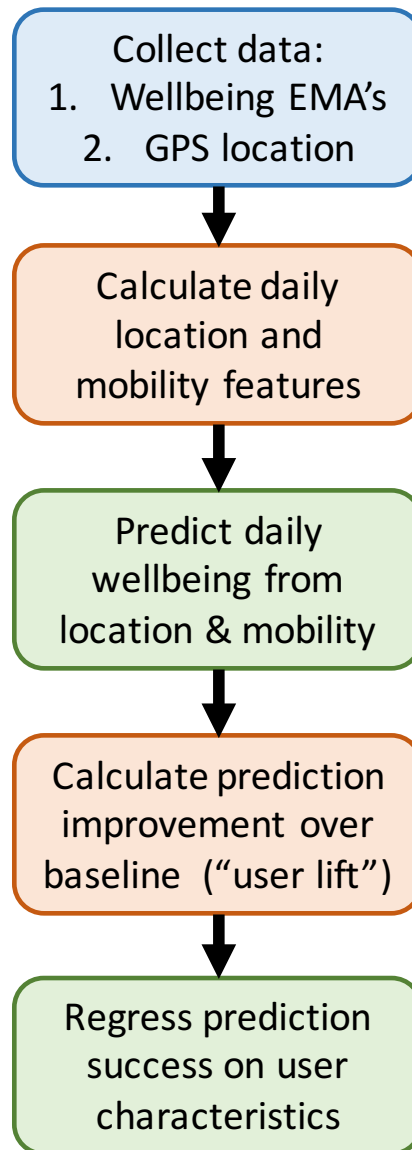 Collect data:
1. Wellbeing EMA's
2. GPS location
Calculate daily
location and
mobility features
Predict daily
wellbeing from
location & mobility
Calculate prediction
improvement over
baseline (“user lift”)
Regress prediction
success on user
characteristics